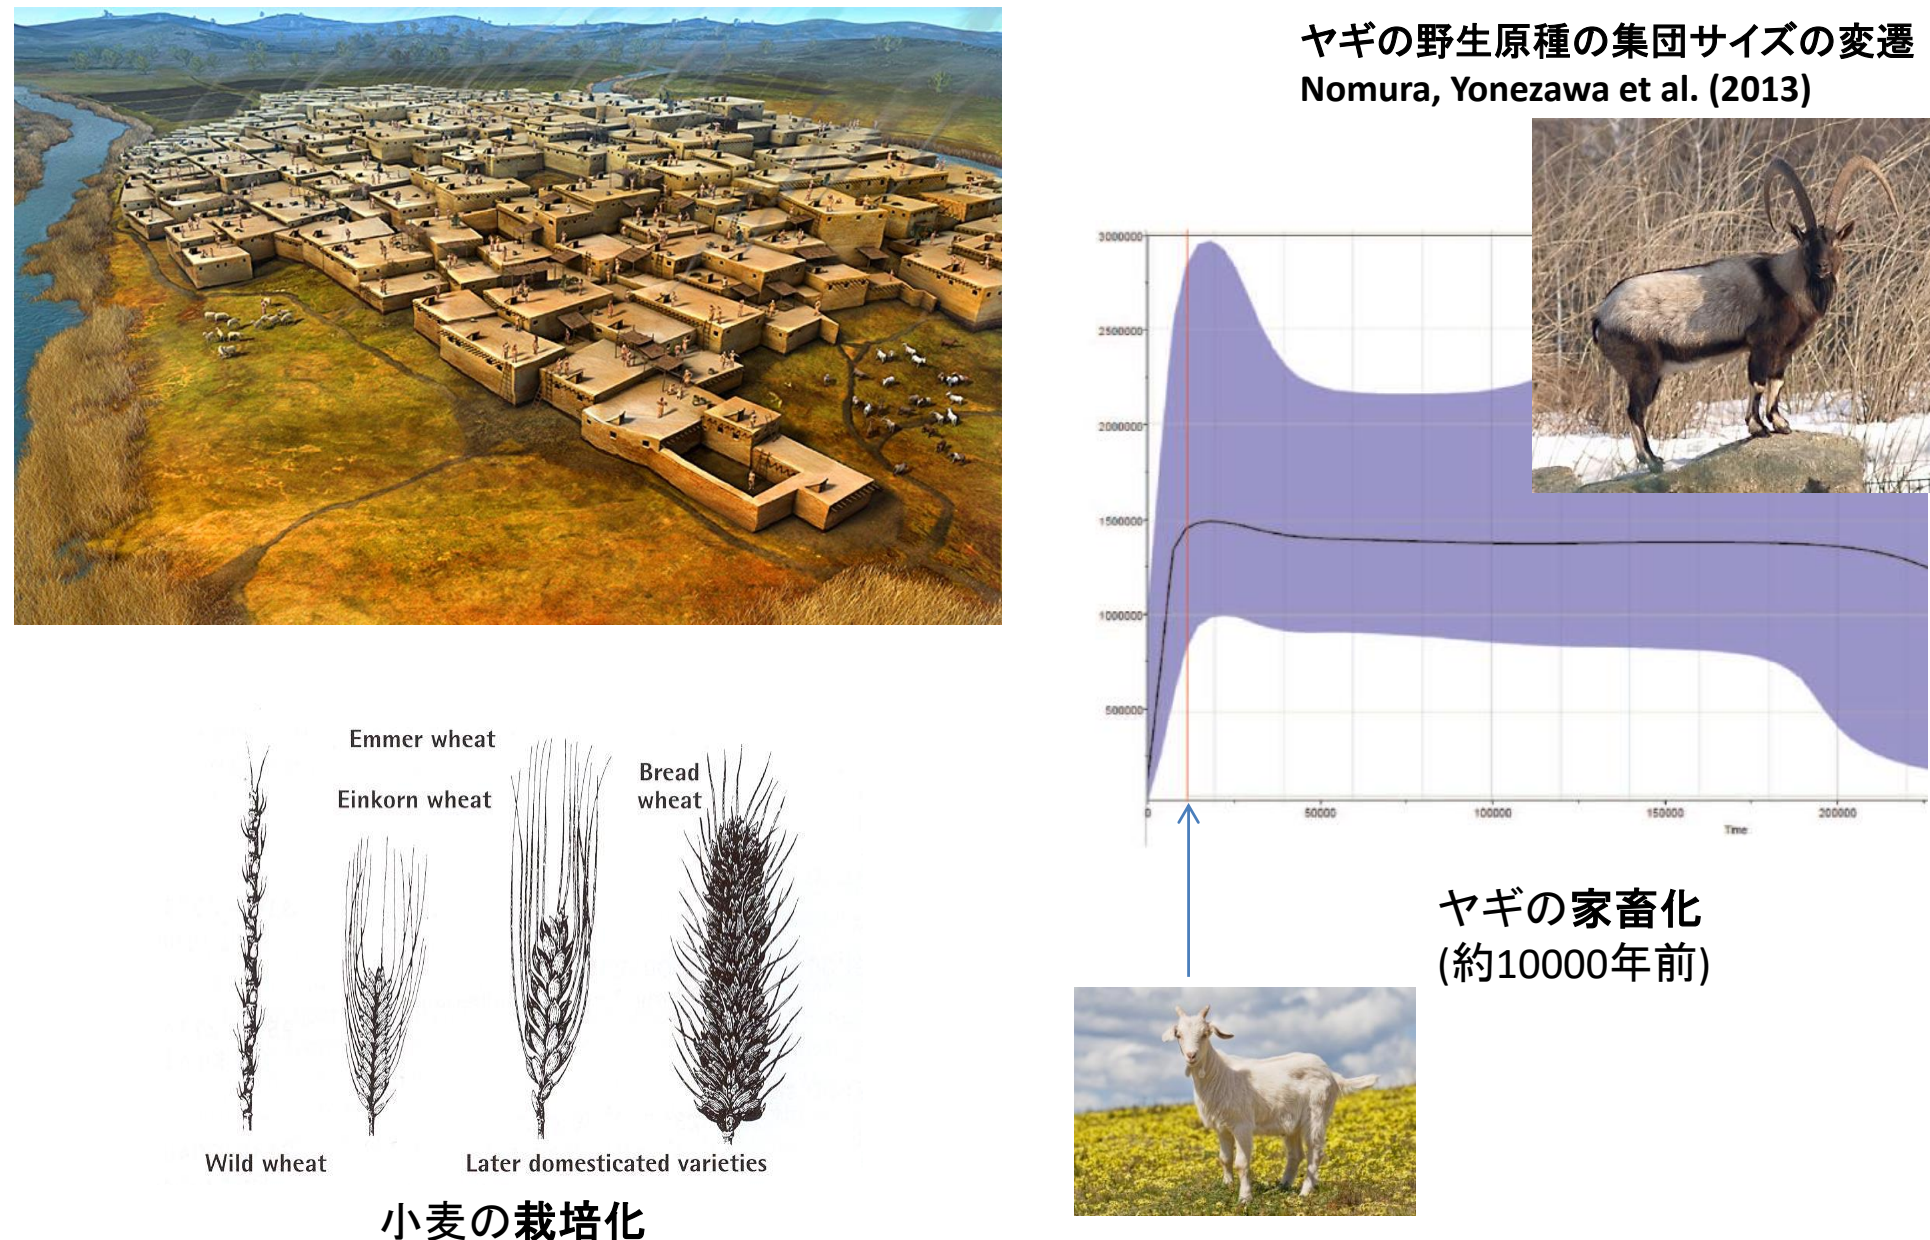 ヤギの野生原種の集団サイズの変遷
Nomura, Yonezawa et al. (2013)
3000000
2500000
2000000
1500000
1000000
500000
0
50000
100000
150000
200000
Time
ヤギの家畜化
(約10000年前)
Emmer wheat
Einkorn wheat
Bread
wheat
Wild wheat
Later domesticated varieties
小麦の栽培化